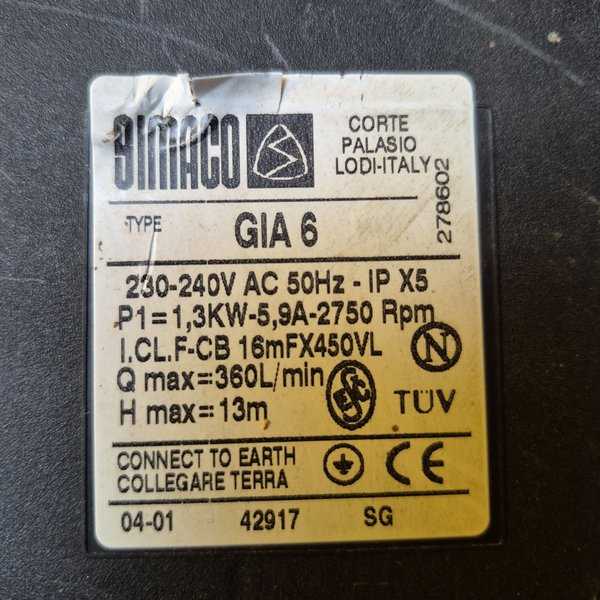 SIMACO
CORTE
PALASIO
LODI-ITALY
278602
TYPE GIA 6
230-240V AC 50Hz - IP X5
P1=1,3KW-5,9A-2750 Rpm
I.CL.F-CB 16mFX450VL
N
Q max=360L/min
H max=13m
TÜV
CONNECT TO EARTH
COLLEGARE TERRA
CE
04-01 42917 SG